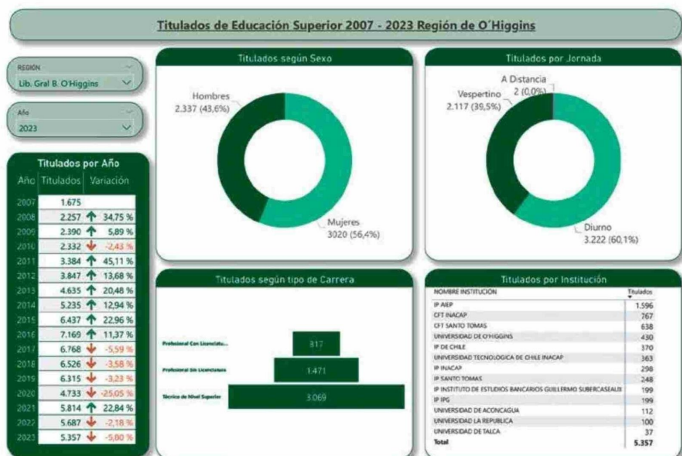 Titulados de Educación Superior 2007 - 2023 Región de O´Higgins
REGIÓN
Lib. Gral B. O'Higgins
Año
2023
Titulados por Año
Año Titulados Variación
2007 1.675
2008 2.257 34,75 %
2009 2.390 5,89 %
2010 2.332 -2,43 %
2011 3.384 45,11 %
2012 3.847 13,68 %
2013 4.635 20,48 %
2014 5.235 12,94 %
2015 6.437 22,96 %
2016 7.169 11,37 %
2017 6.768 -5,59 %
2018 6.526 -3,58 %
2019 6.315 -3,23 %
2020 4.733 -25,05 %
2021 5.814 22,84 %
2022 5.687 -2,18 %
2023 5.357 -5,80 %
Titulados según Sexo
Hombres
2.337 (43,6%)
Mujeres
3020 (56,4%)
Titulados por Jornada
A Distancia
2 (0,0%)
Vespertino
2.117 (39,5%)
Diurno
3.222 (60,1%)
Titulados según tipo de Carrera
Profesional Con Licenciatu...
817
Profesional Sin Licenciatura
1.471
Técnico de Nivel Superior
3.069
Titulados por Institución
NOMBRE INSTITUCIÓN Titulados
IP AIEP 1.596
CFT INACAP 767
CFT SANTO TOMAS 638
UNIVERSIDAD DE O'HIGGINS 430
IP DE CHILE 370
UNIVERSIDAD TECNOLOGICA DE CHILE INACAP 363
IP INACAP 298
IP SANTO TOMAS 248
IP INSTITUTO DE ESTUDIOS BANCARIOS GUILLERMO SUBERCASEAUX 199
IP IPG 199
UNIVERSIDAD DE ACONCAGUA 112
UNIVERSIDAD LA REPUBLICA 100
UNIVERSIDAD DE TALCA 37
Total 5.357